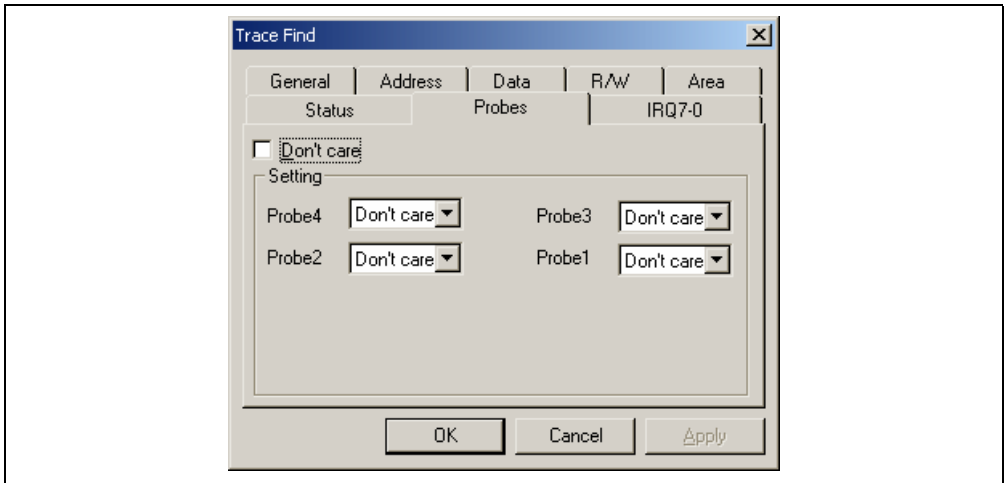 Trace Find
General Address Data R/W Area
Status Probes IRQ7-0
Don't care
Setting
Probe4 Don't care Probe3 Don't care
Probe2 Don't care Probe1 Don't care
OK Cancel Apply